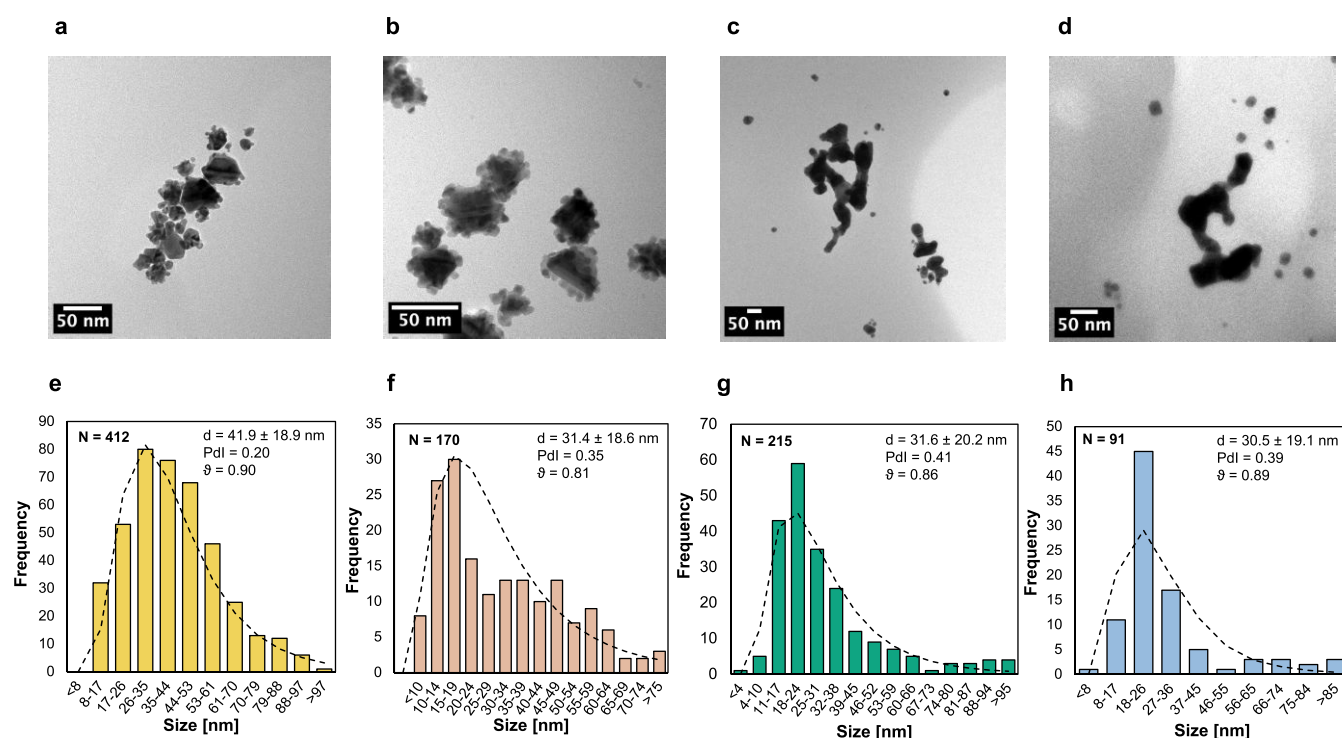 a
b
c
d
50 nm
50 nm
50 nm
50 nm
e
f
g
h
N = 412
d = 41.9 ± 18.9 nm
PdI = 0.20
ϑ = 0.90
Frequency
90
80
70
60
50
40
30
20
10
0
<8
8-17
17-26
26-35
35-44
44-53
53-61
61-70
70-79
79-88
88-97
>97
Size [nm]
N = 170
d = 31.4 ± 18.6 nm
PdI = 0.35
ϑ = 0.81
Frequency
35
30
25
20
15
10
5
0
<10
10-14
15-19
20-24
25-29
30-34
35-39
40-44
45-49
50-54
55-59
60-64
65-69
70-74
>75
Size [nm]
N = 215
d = 31.6 ± 20.2 nm
PdI = 0.41
ϑ = 0.86
Frequency
70
60
50
40
30
20
10
0
<4
4-10
11-17
18-24
25-31
32-38
39-45
46-52
53-59
60-66
67-73
74-80
81-87
88-94
>95
Size [nm]
N = 91
d = 30.5 ± 19.1 nm
PdI = 0.39
ϑ = 0.89
Frequency
50
45
40
35
30
25
20
15
10
5
0
<8
8-17
18-26
27-36
37-45
46-55
56-65
66-74
75-84
>85
Size [nm]